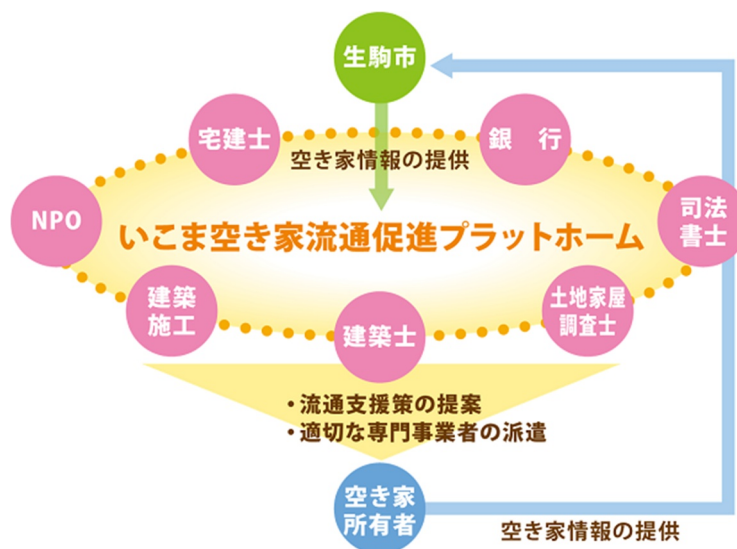 生駒市
宅建士
銀　行
空き家情報の提供
NPO
司法
書士
いこま空き家流通促進プラットホーム
建築
施工
建築士
土地家屋
調査士
・流通支援策の提案
・適切な専門事業者の派遣
空き家
所有者
空き家情報の提供